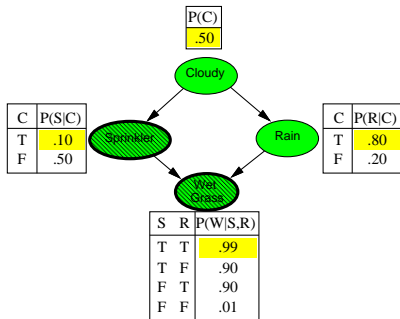 P(C)
.50
Cloudy
C P(S|C)
T .10
F .50
Sprinkler
Rain
C P(R|C)
T .80
F .20
Wet
Grass
S R P(W|S,R)
T T .99
T F .90
F T .90
F F .01